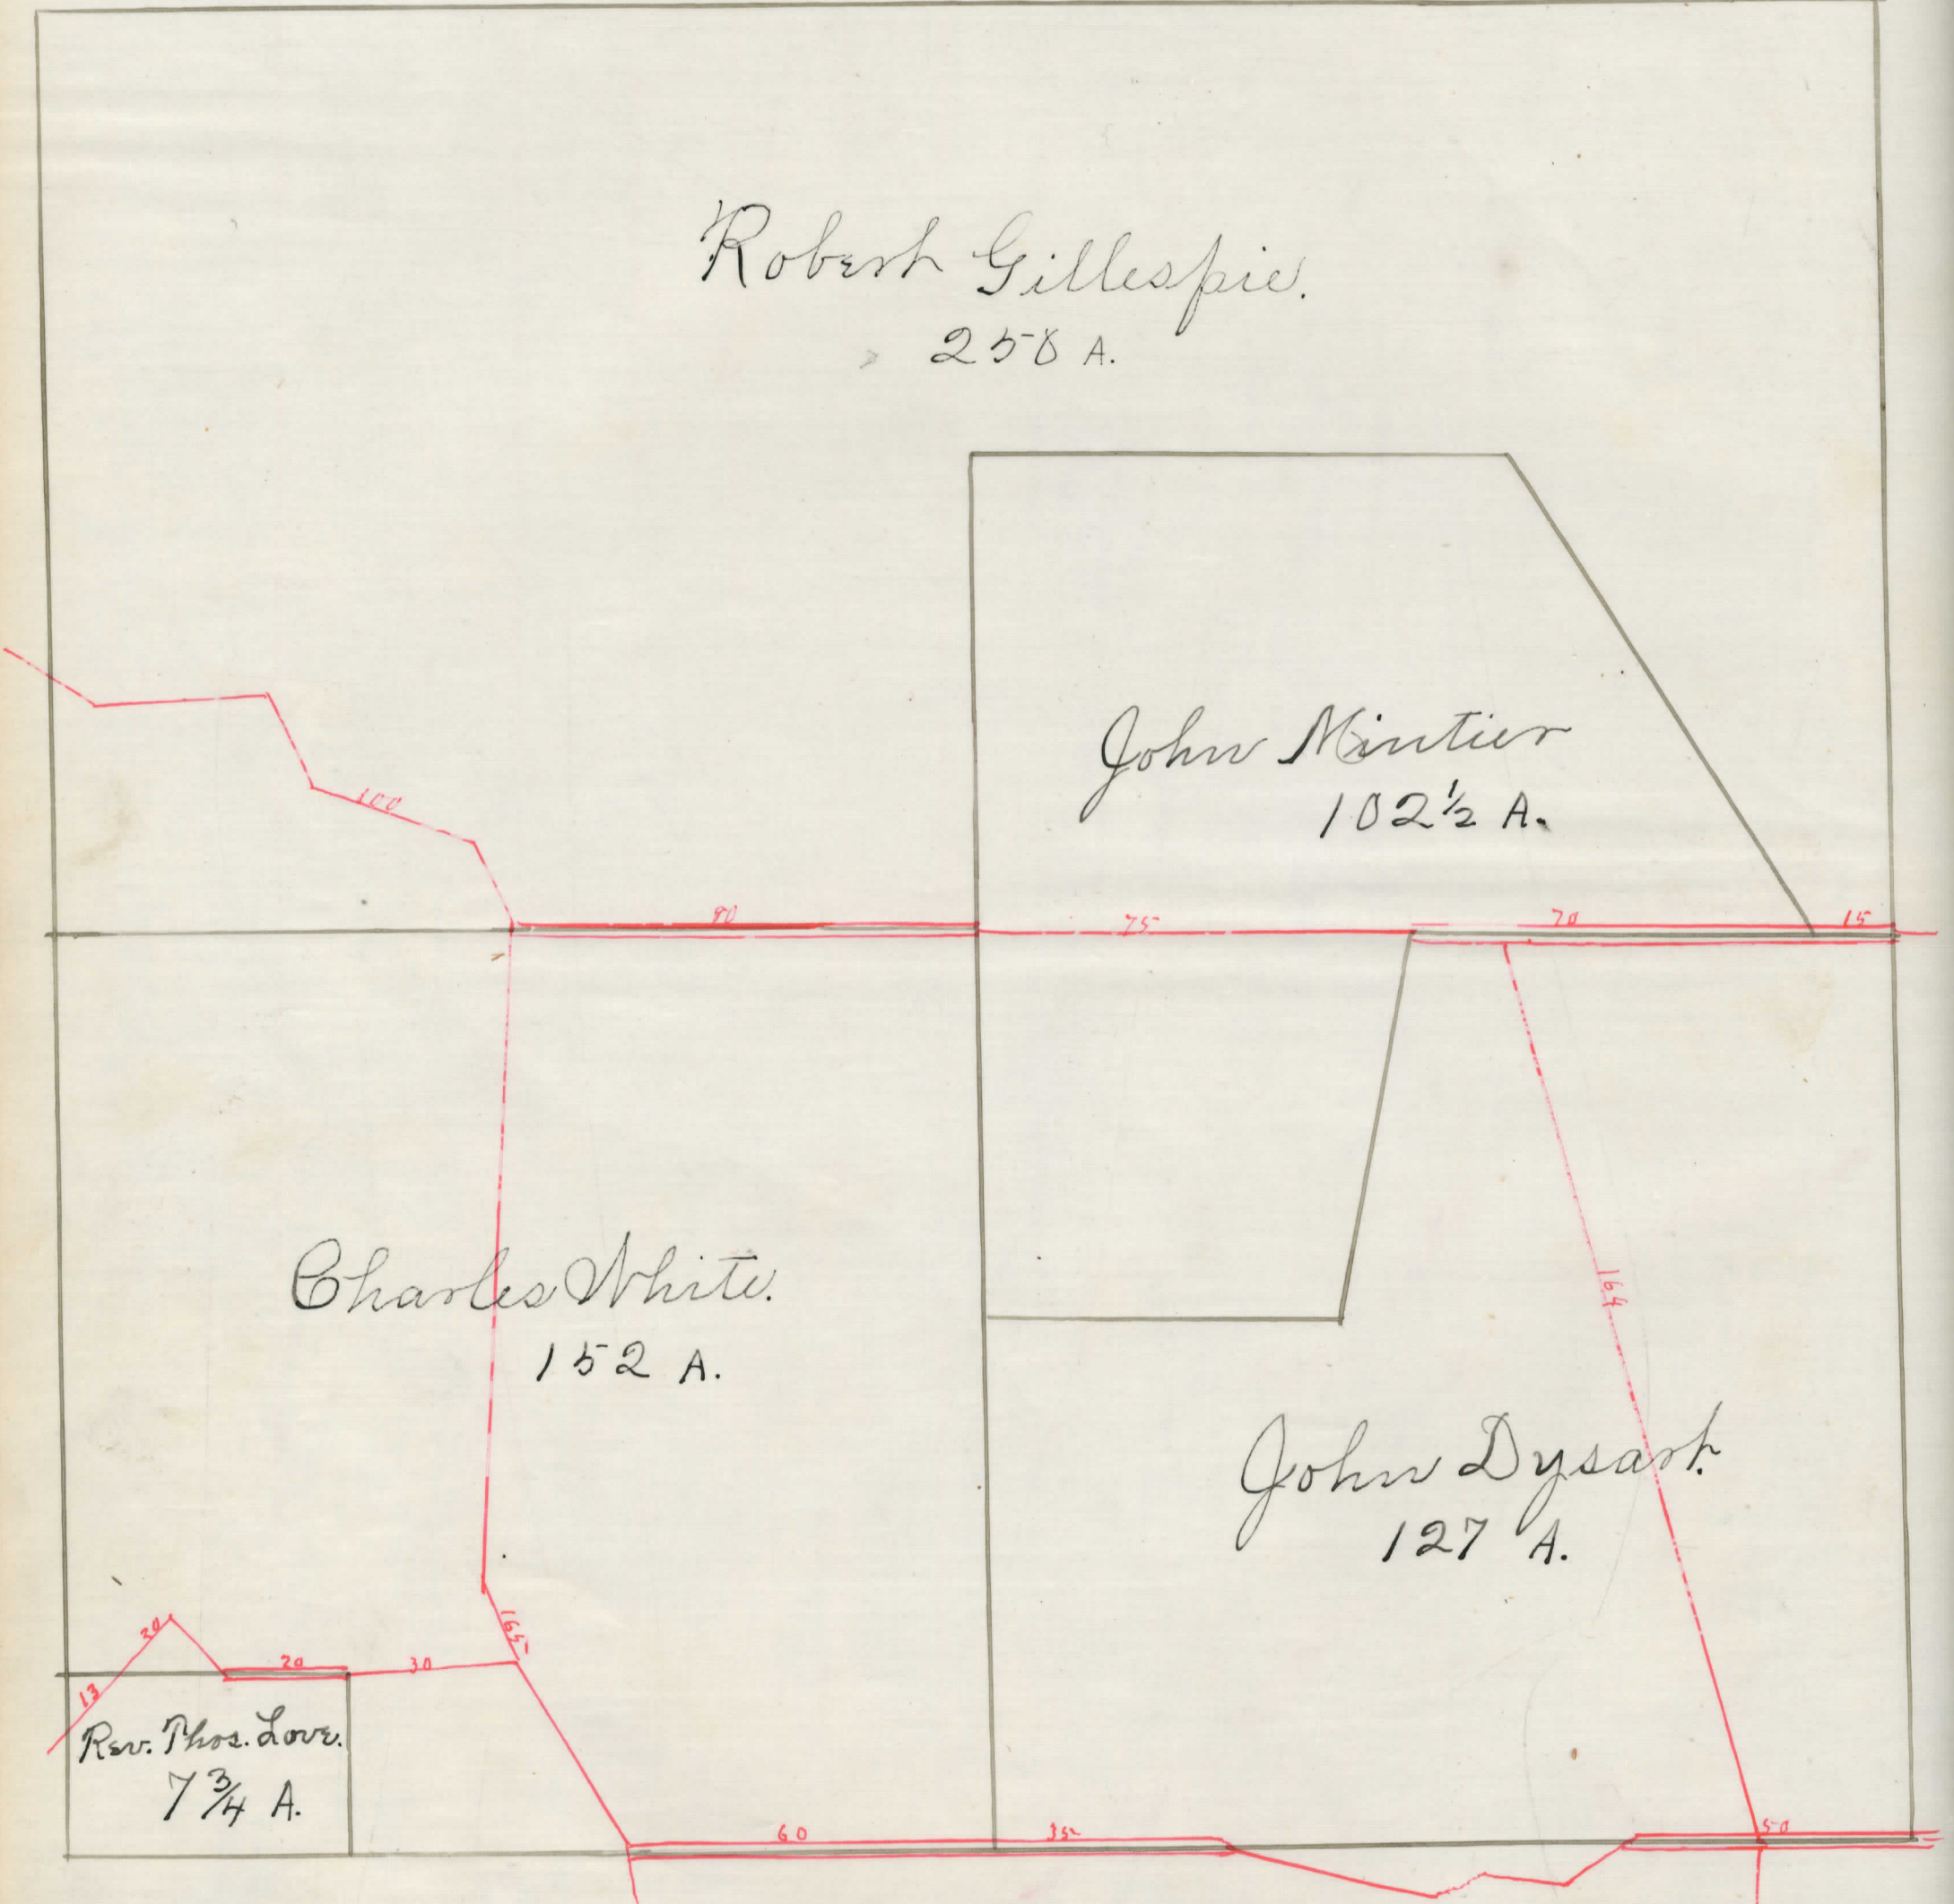 Robert Gillespie.
258 A.
John Mintier
102½ A.
100
80
75
70
15
Charles White.
152 A.
164
John Dysart.
127 A.
165
20
13
20
30
Rev. Thos. Love.
7¾ A.
60
35
50